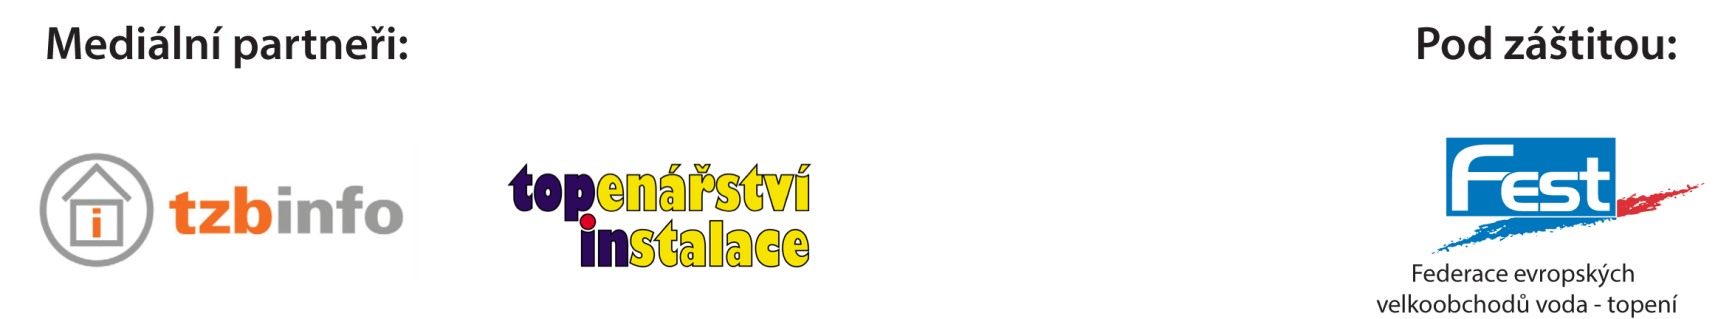 Mediální partneři:
Pod záštitou:
i tzbinfo
topenářství
instalace
Fest
Federace evropských
velkoobchodů voda - topení